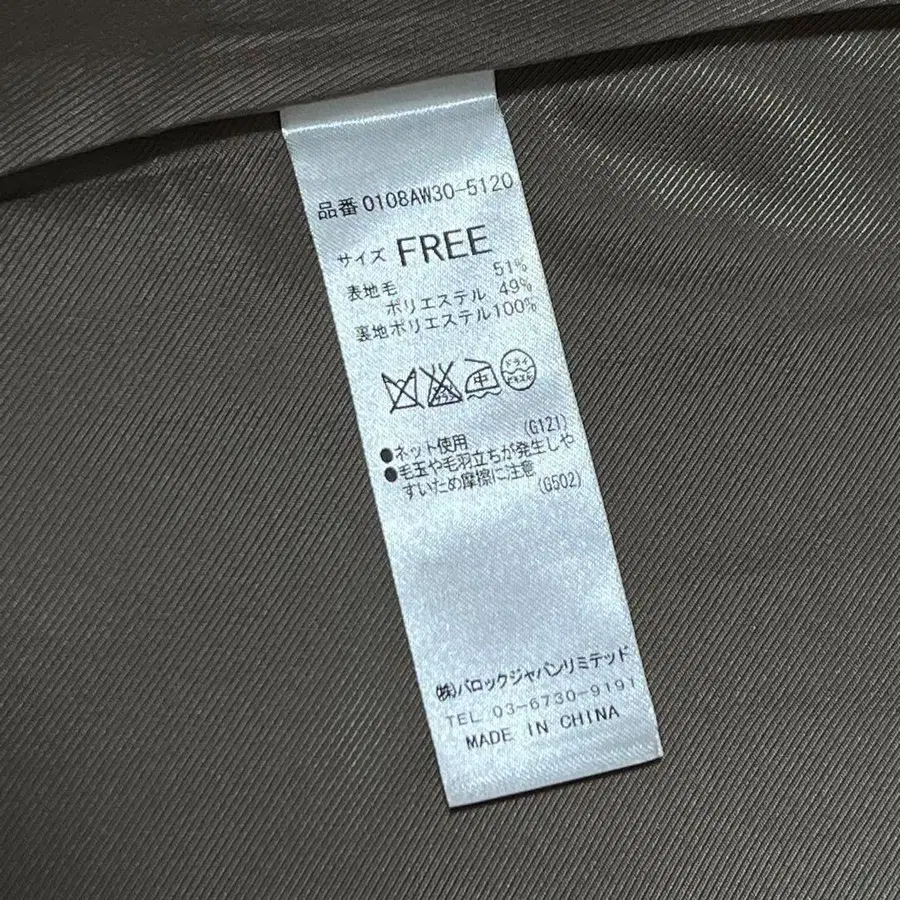 品番 0108AW30-5120
サイズ FREE
表地毛 51%
ポリエステル 49%
裏地ポリエステル100%
中
ドライ
●ネット使用 (G121)
●毛玉や毛羽立ちが発生しや
すいため摩擦に注意 (G502)
㈱バロックジャパンリミテッド
TEL 03-6730-9191
MADE IN CHINA